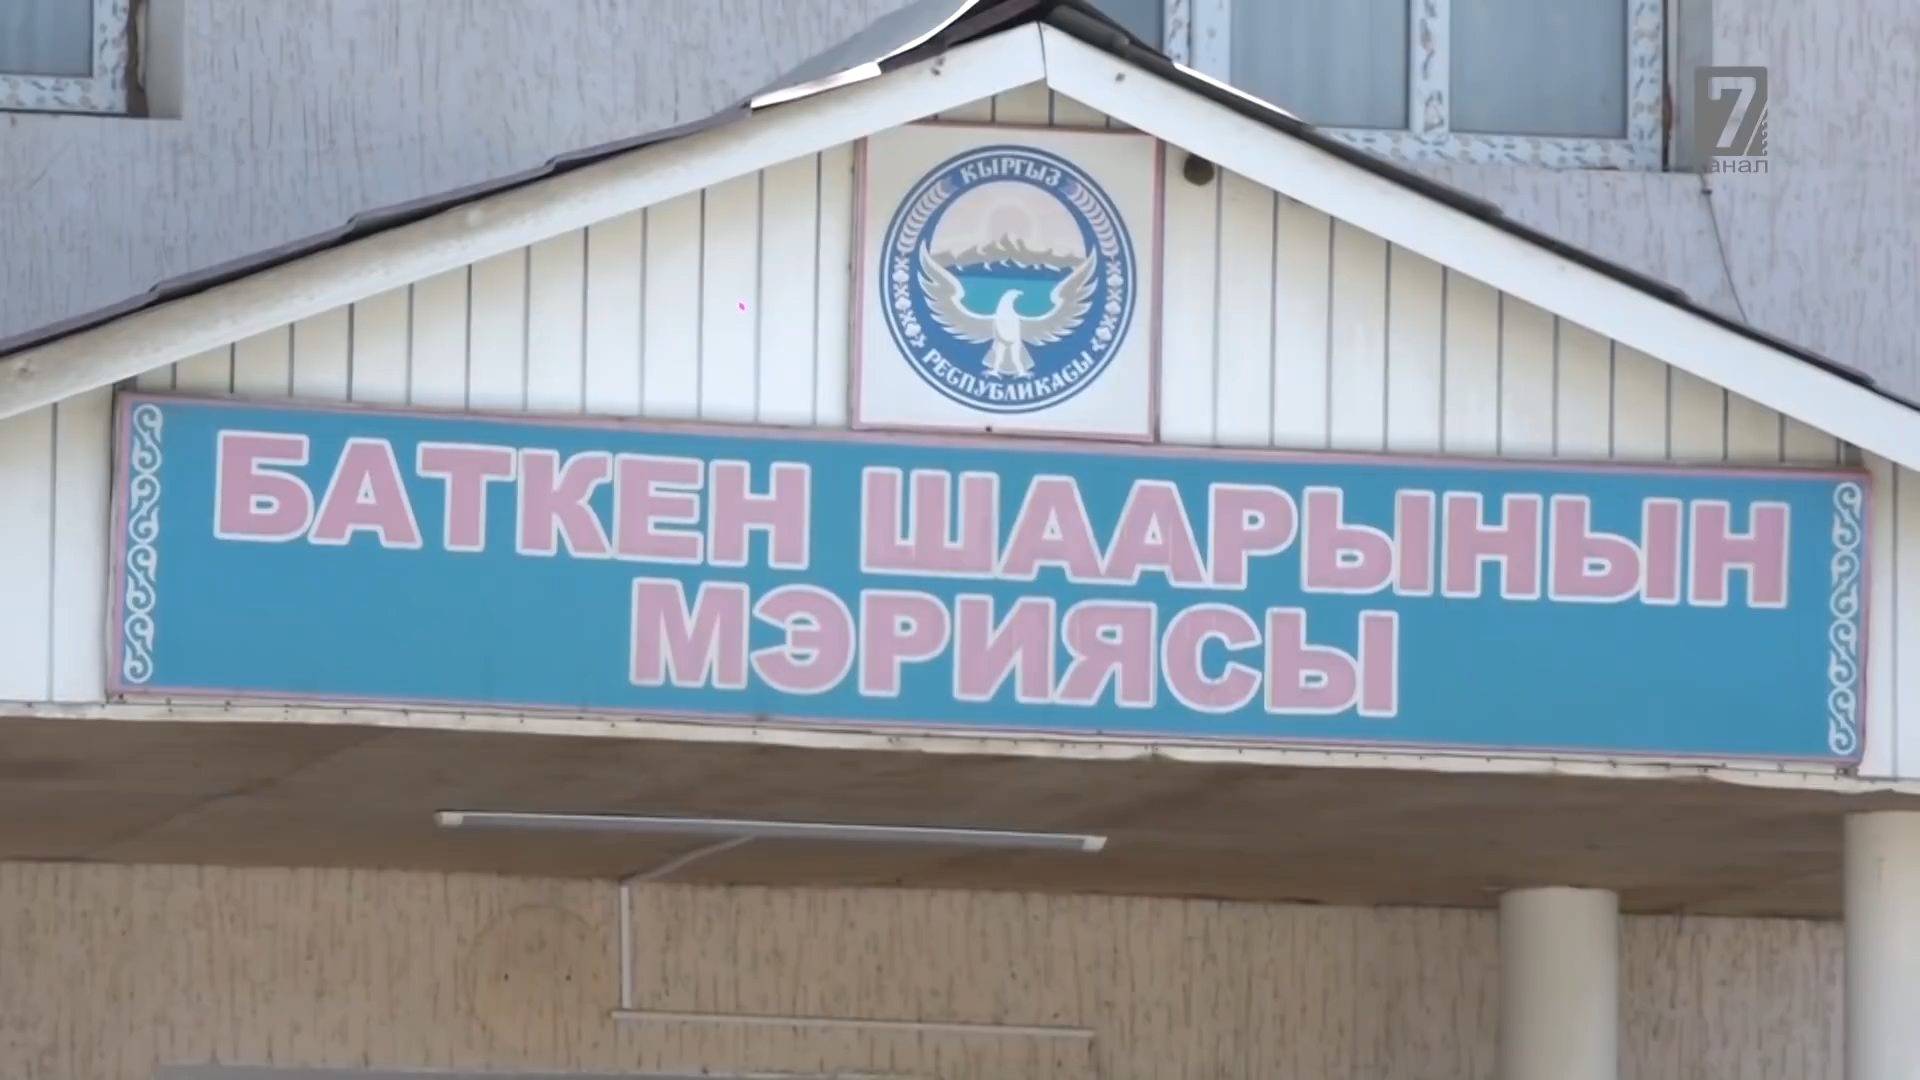 7
канал
КЫРГЫЗ
РЕСПУБЛИКАСЫ
БАТКЕН ШААРЫНЫН
МЭРИЯСЫ